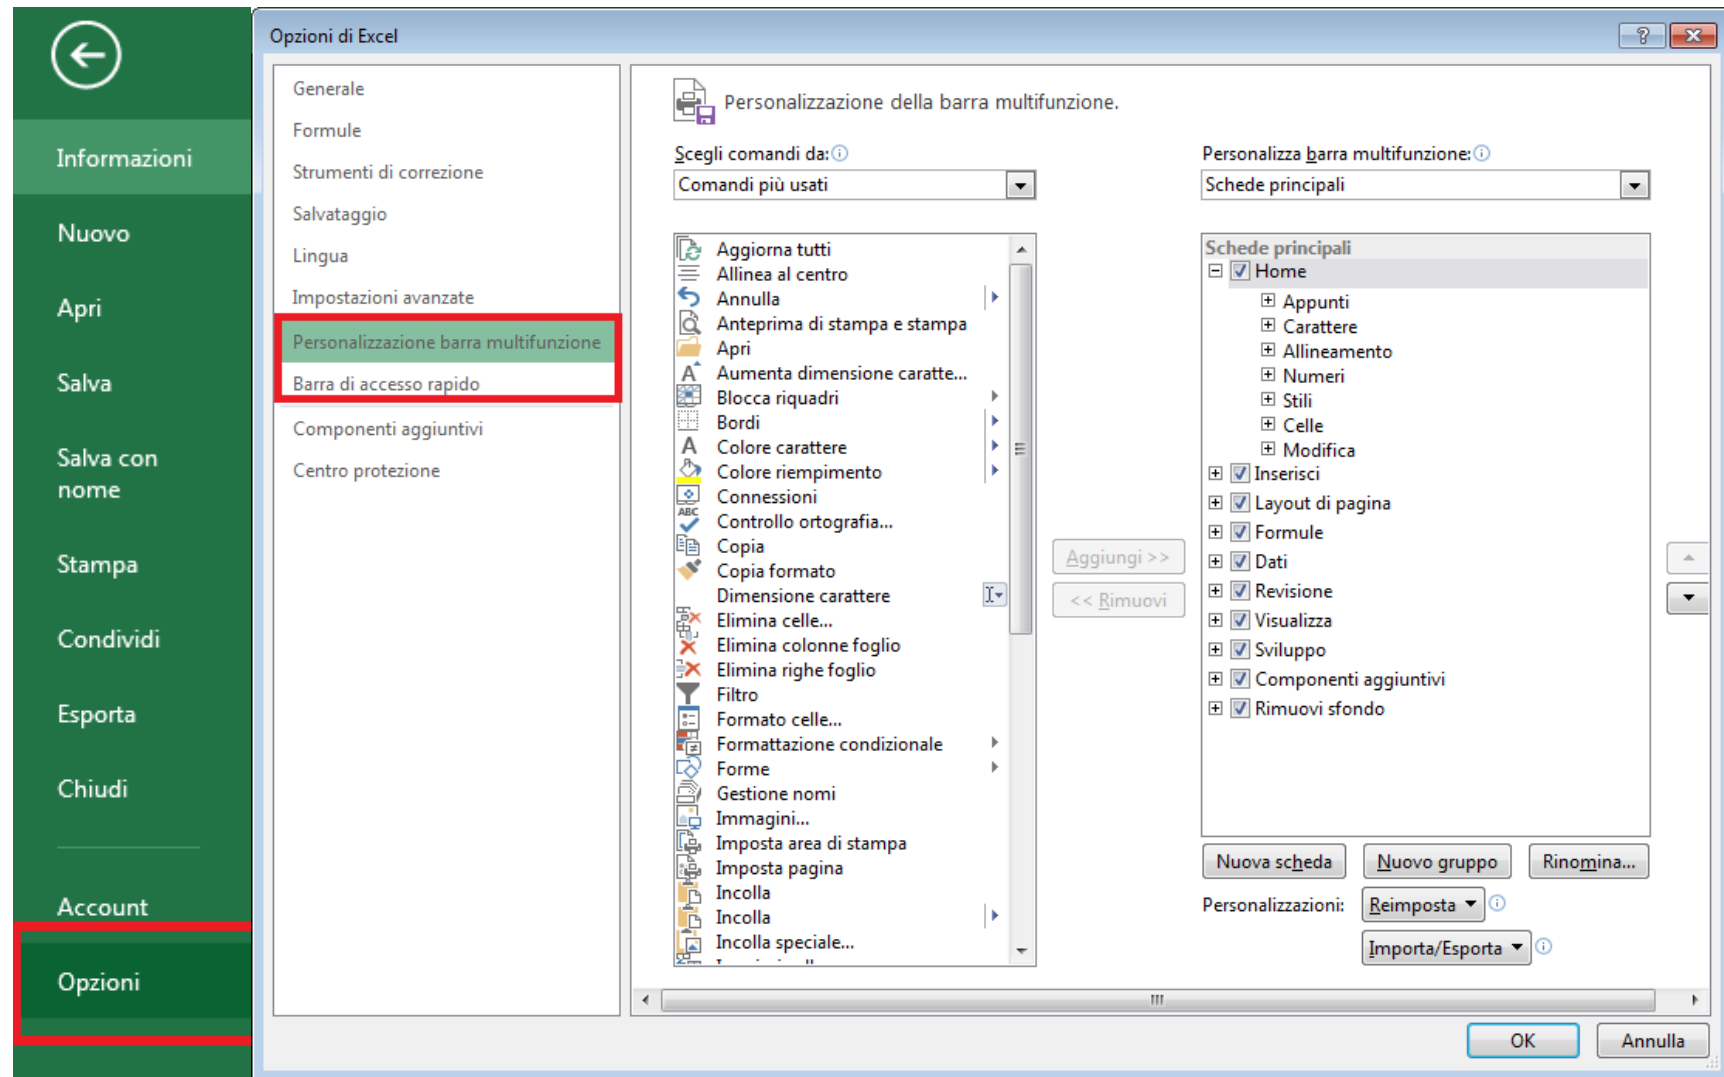 Opzioni di Excel
Informazioni
Nuovo
Apri
Salva
Salva con
nome
Stampa
Condividi
Esporta
Chiudi
Account
Opzioni
Generale
Formule
Strumenti di correzione
Salvataggio
Lingua
Impostazioni avanzate
Personalizzazione barra multifunzione
Barra di accesso rapido
Componenti aggiuntivi
Centro protezione
Personalizzazione della barra multifunzione.
Scegli comandi da:
Comandi più usati
Aggiorna tutti
Allinea al centro
Annulla
Anteprima di stampa e stampa
Apri
Aumenta dimensione caratte...
Blocca riquadri
Bordi
Colore carattere
Colore riempimento
Connessioni
Controllo ortografia...
Copia
Copia formato
Dimensione carattere
Elimina celle...
Elimina colonne foglio
Elimina righe foglio
Filtro
Formato celle...
Formattazione condizionale
Forme
Gestione nomi
Immagini...
Imposta area di stampa
Imposta pagina
Incolla
Incolla
Incolla speciale...
Aggiungi >>
<< Rimuovi
Personalizza barra multifunzione:
Schede principali
Schede principali
Home
Appunti
Carattere
Allineamento
Numeri
Stili
Celle
Modifica
Inserisci
Layout di pagina
Formule
Dati
Revisione
Visualizza
Sviluppo
Componenti aggiuntivi
Rimuovi sfondo
Nuova scheda
Nuovo gruppo
Rinomina...
Personalizzazioni:
Reimposta
Importa/Esporta
OK
Annulla